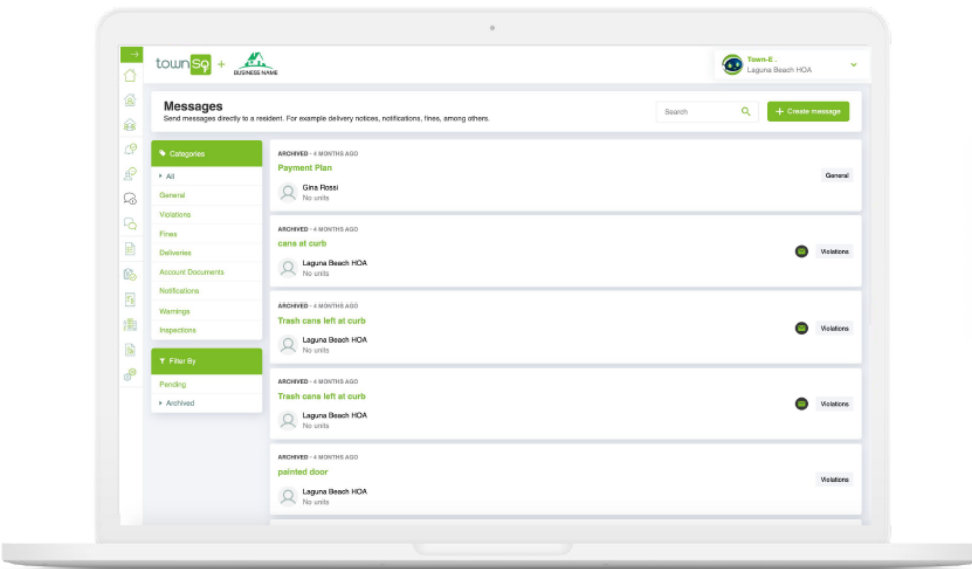 townSq + BUSINESS NAME
Town-E .
Laguna Beach HOA
Messages
Send messages directly to a resident. For example delivery notices, notifications, fines, among others.
Search
+ Create message
Categories
All
General
Violations
Fines
Deliveries
Account Documents
Notifications
Warnings
Inspections
Filter By
Pending
Archived
ARCHIVED - 4 MONTHS AGO
Payment Plan
Gina Rossi
No units
General
ARCHIVED - 4 MONTHS AGO
cans at curb
Laguna Beach HOA
No units
Violations
ARCHIVED - 4 MONTHS AGO
Trash cans left at curb
Laguna Beach HOA
No units
Violations
ARCHIVED - 4 MONTHS AGO
Trash cans left at curb
Laguna Beach HOA
No units
Violations
ARCHIVED - 4 MONTHS AGO
painted door
Laguna Beach HOA
No units
Violations